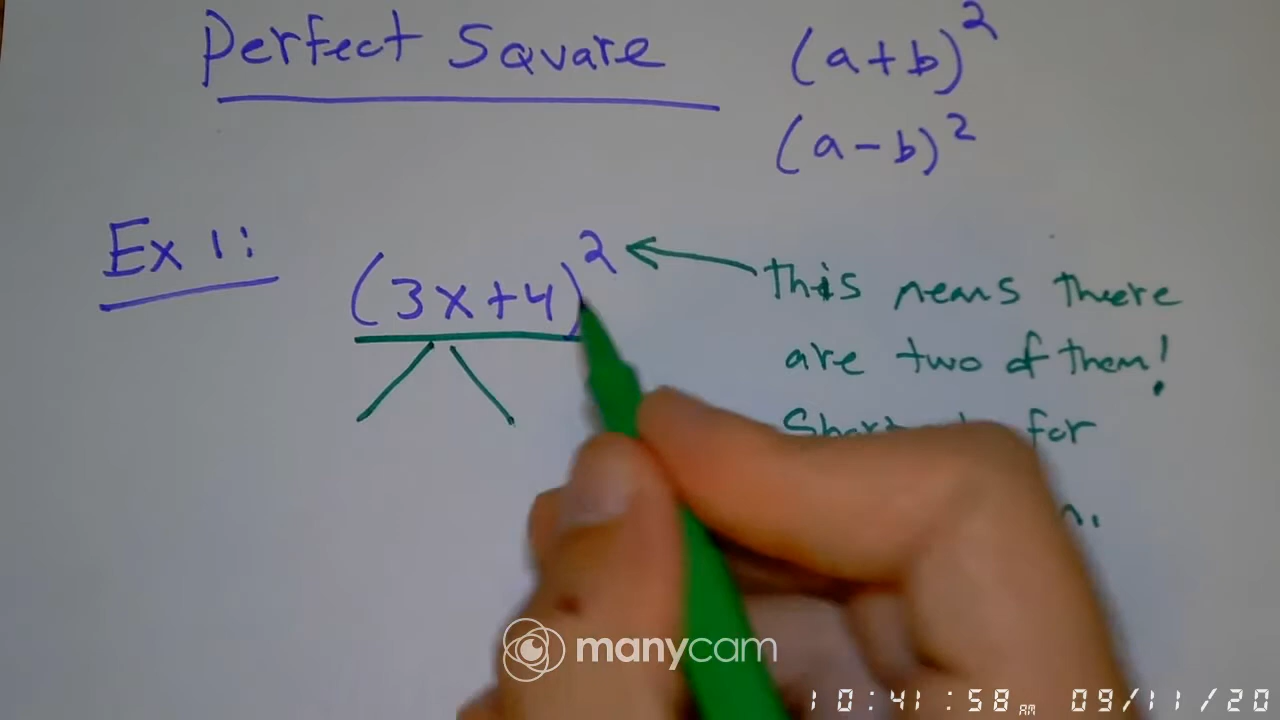 Perfect Square
(a+b)²
(a-b)²
Ex 1:
(3x+4)²
this means there
are two of them!
for
manycam
10:41:58 AM 09/11/20